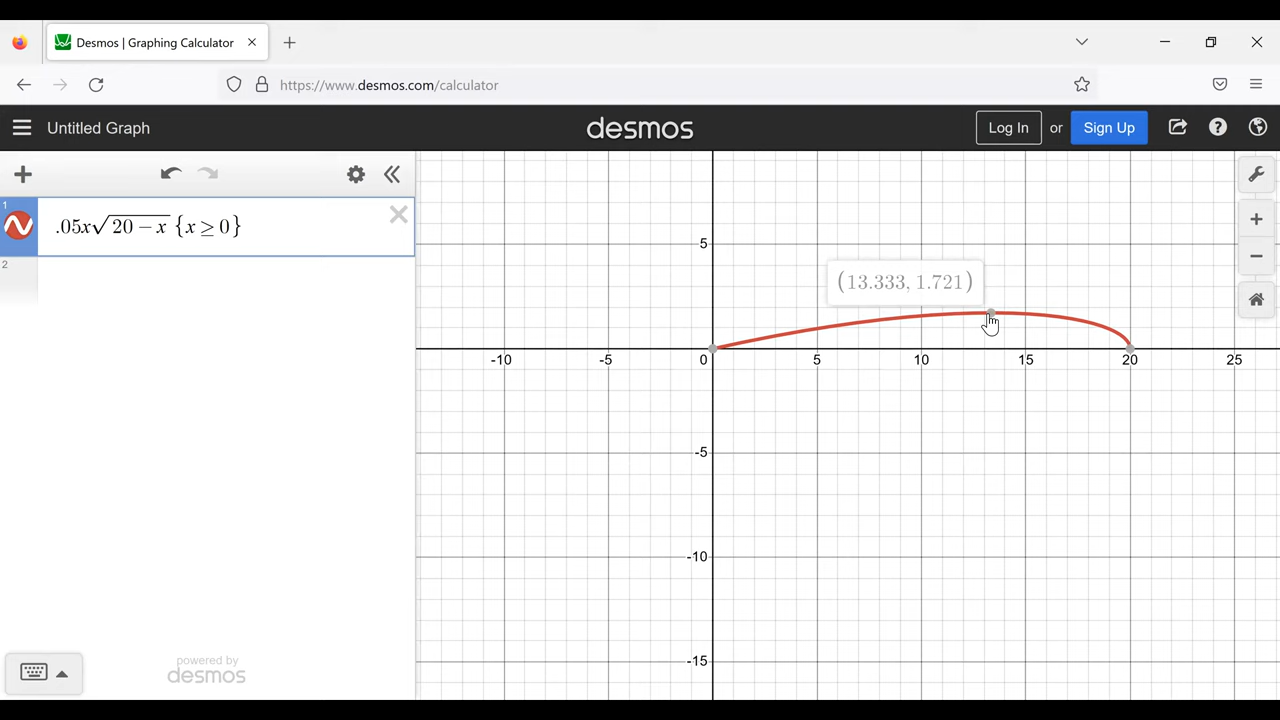 Desmos | Graphing Calculator
https://www.desmos.com/calculator
Untitled Graph
desmos
Log In or Sign Up
1
.05x√20 − x {x ≥ 0}
2
(13.333, 1.721)
5
-10 -5 0 5 10 15 20 25
-5
-10
-15
powered by
desmos